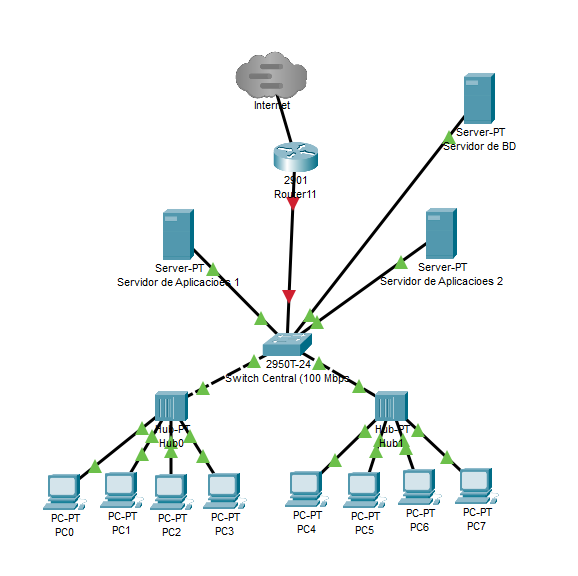 Internet
Server-PT
Servidor de BD
2901
Router11
Server-PT
Servidor de Aplicacioes 1
Server-PT
Servidor de Aplicacioes 2
2950T-24
Switch Central (100 Mbps
Hub-PT
Hub0
Hub-PT
Hub1
PC-PT
PC0
PC-PT
PC1
PC-PT
PC2
PC-PT
PC3
PC-PT
PC4
PC-PT
PC5
PC-PT
PC6
PC-PT
PC7